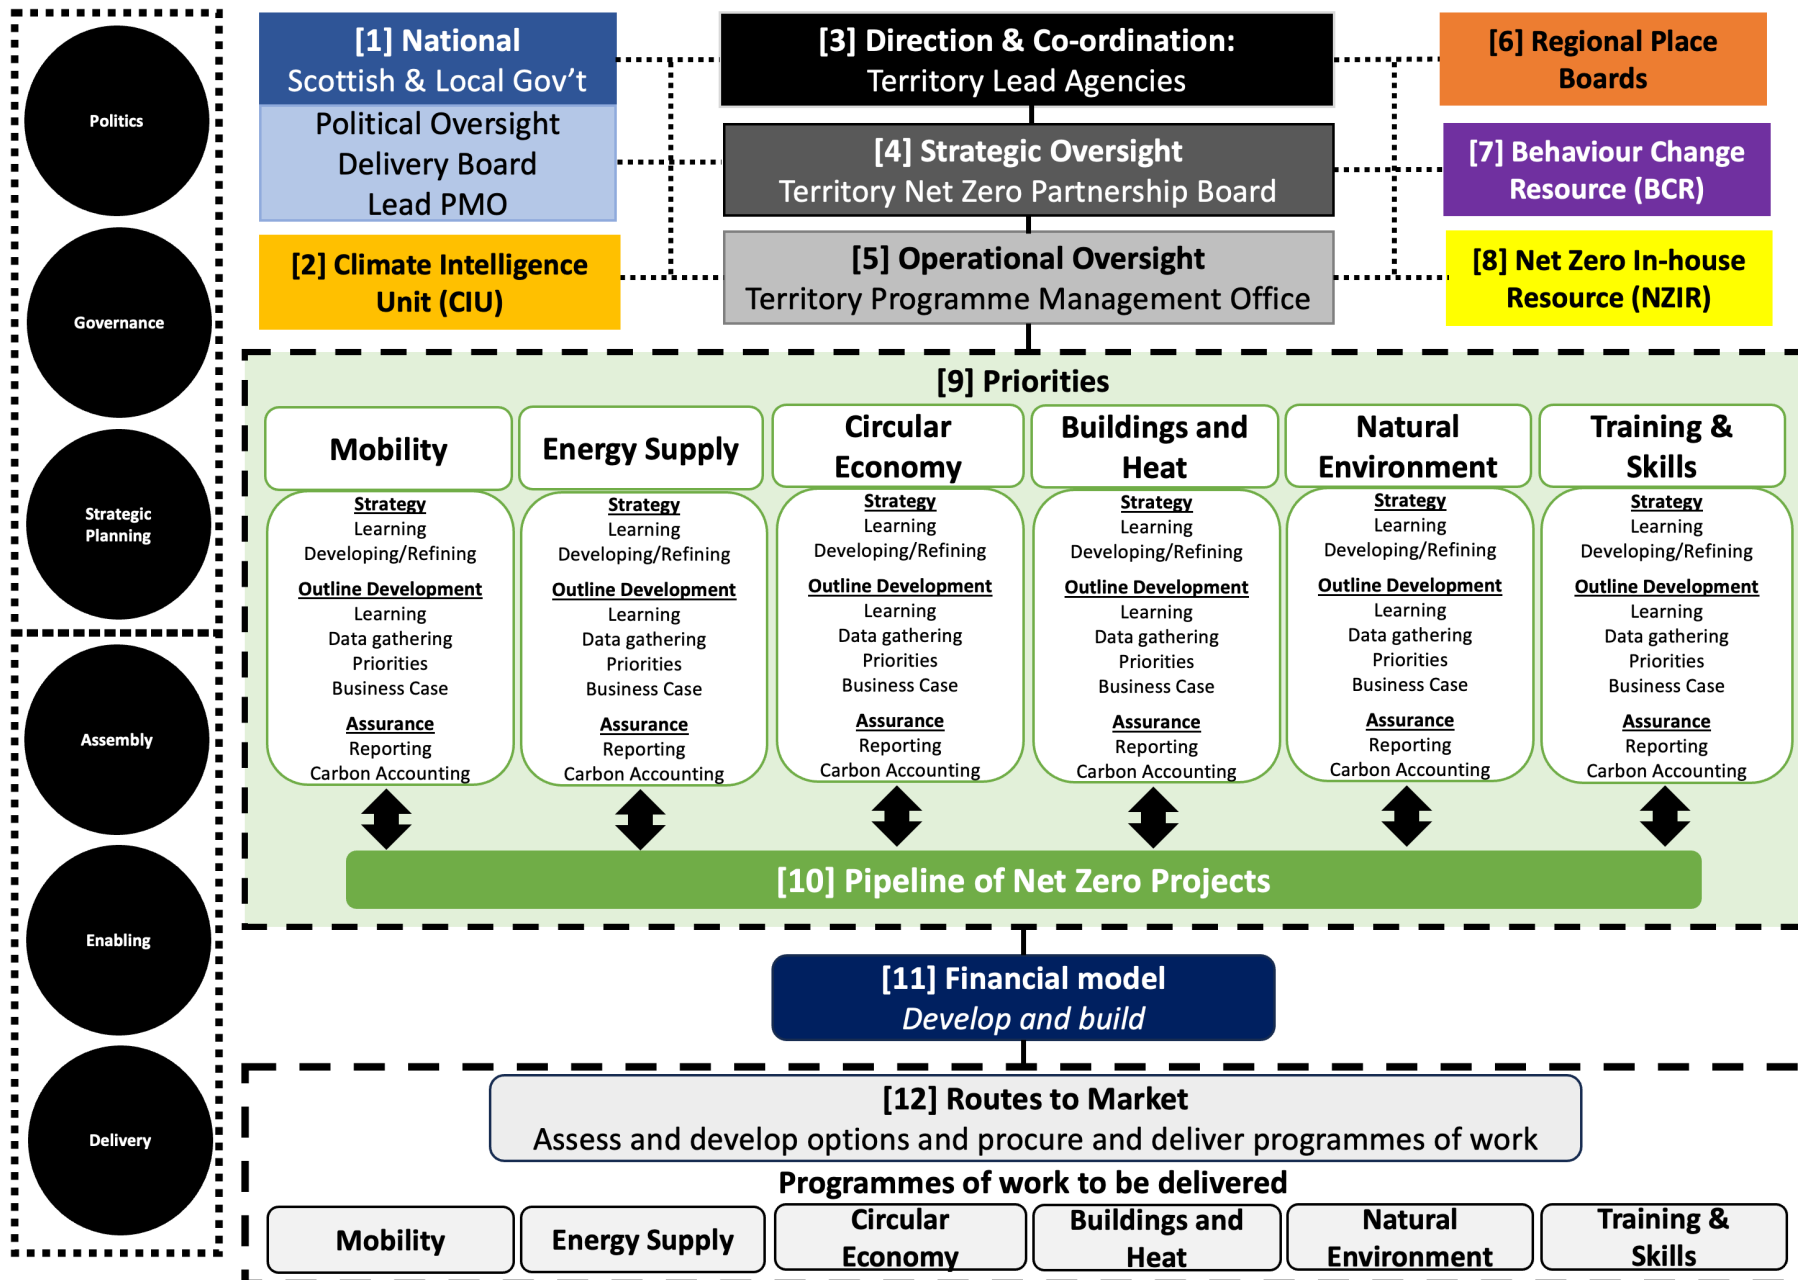 Politics
Governance
Strategic
Planning
Assembly
Enabling
Delivery
[1] National
Scottish & Local Gov’t
Political Oversight
Delivery Board
Lead PMO
[2] Climate Intelligence
Unit (CIU)
[3] Direction & Co-ordination:
Territory Lead Agencies
[4] Strategic Oversight
Territory Net Zero Partnership Board
[5] Operational Oversight
Territory Programme Management Office
[6] Regional Place
Boards
[7] Behaviour Change
Resource (BCR)
[8] Net Zero In-house
Resource (NZIR)
[9] Priorities
Mobility
Strategy
Learning
Developing/Refining
Outline Development
Learning
Data gathering
Priorities
Business Case
Assurance
Reporting
Carbon Accounting
Energy Supply
Strategy
Learning
Developing/Refining
Outline Development
Learning
Data gathering
Priorities
Business Case
Assurance
Reporting
Carbon Accounting
Circular
Economy
Strategy
Learning
Developing/Refining
Outline Development
Learning
Data gathering
Priorities
Business Case
Assurance
Reporting
Carbon Accounting
Buildings and
Heat
Strategy
Learning
Developing/Refining
Outline Development
Learning
Data gathering
Priorities
Business Case
Assurance
Reporting
Carbon Accounting
Natural
Environment
Strategy
Learning
Developing/Refining
Outline Development
Learning
Data gathering
Priorities
Business Case
Assurance
Reporting
Carbon Accounting
Training &
Skills
Strategy
Learning
Developing/Refining
Outline Development
Learning
Data gathering
Priorities
Business Case
Assurance
Reporting
Carbon Accounting
[10] Pipeline of Net Zero Projects
[11] Financial model
Develop and build
[12] Routes to Market
Assess and develop options and procure and deliver programmes of work
Programmes of work to be delivered
Mobility
Energy Supply
Circular
Economy
Buildings and
Heat
Natural
Environment
Training &
Skills